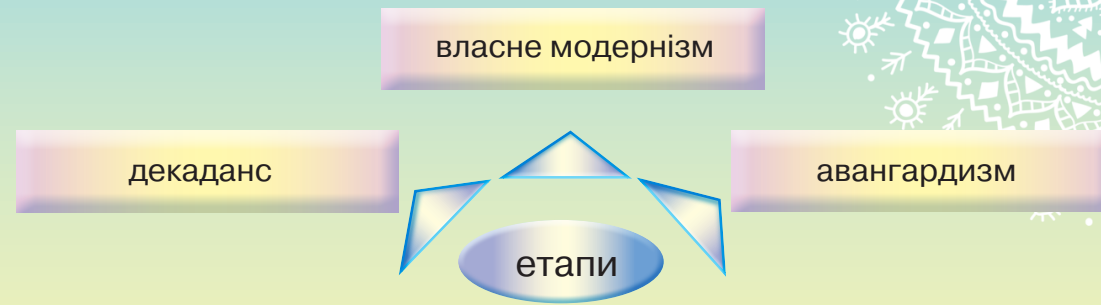 власне модернізм
декаданс
авангардизм
етапи